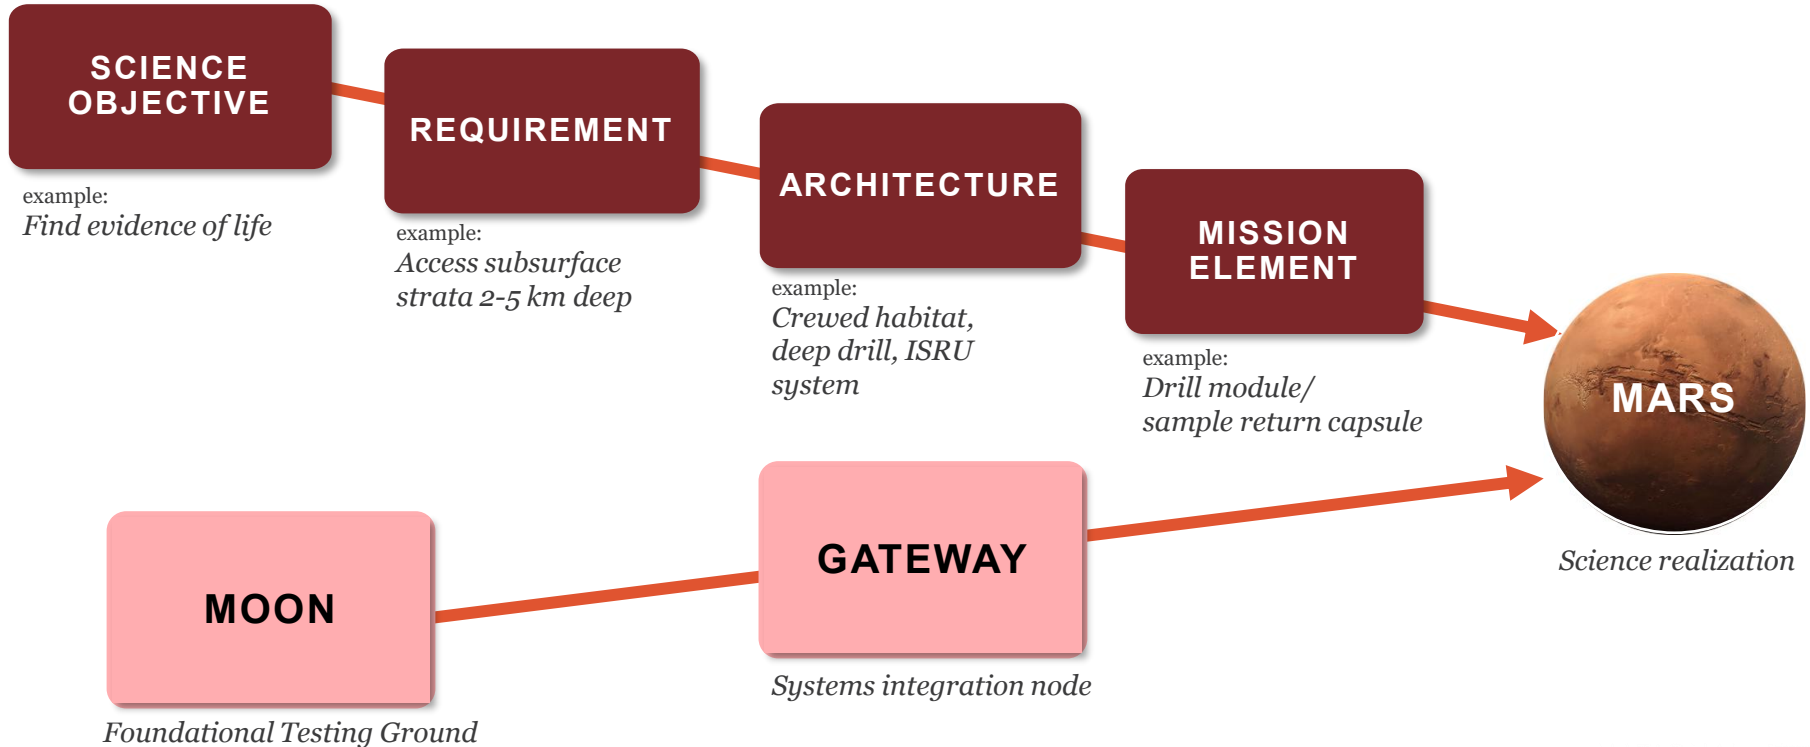 SCIENCE
OBJECTIVE
example:
Find evidence of life
REQUIREMENT
example:
Access subsurface
strata 2-5 km deep
ARCHITECTURE
example:
Crewed habitat,
deep drill, ISRU
system
MISSION
ELEMENT
example:
Drill module/
sample return capsule
MARS
Science realization
MOON
Foundational Testing Ground
GATEWAY
Systems integration node